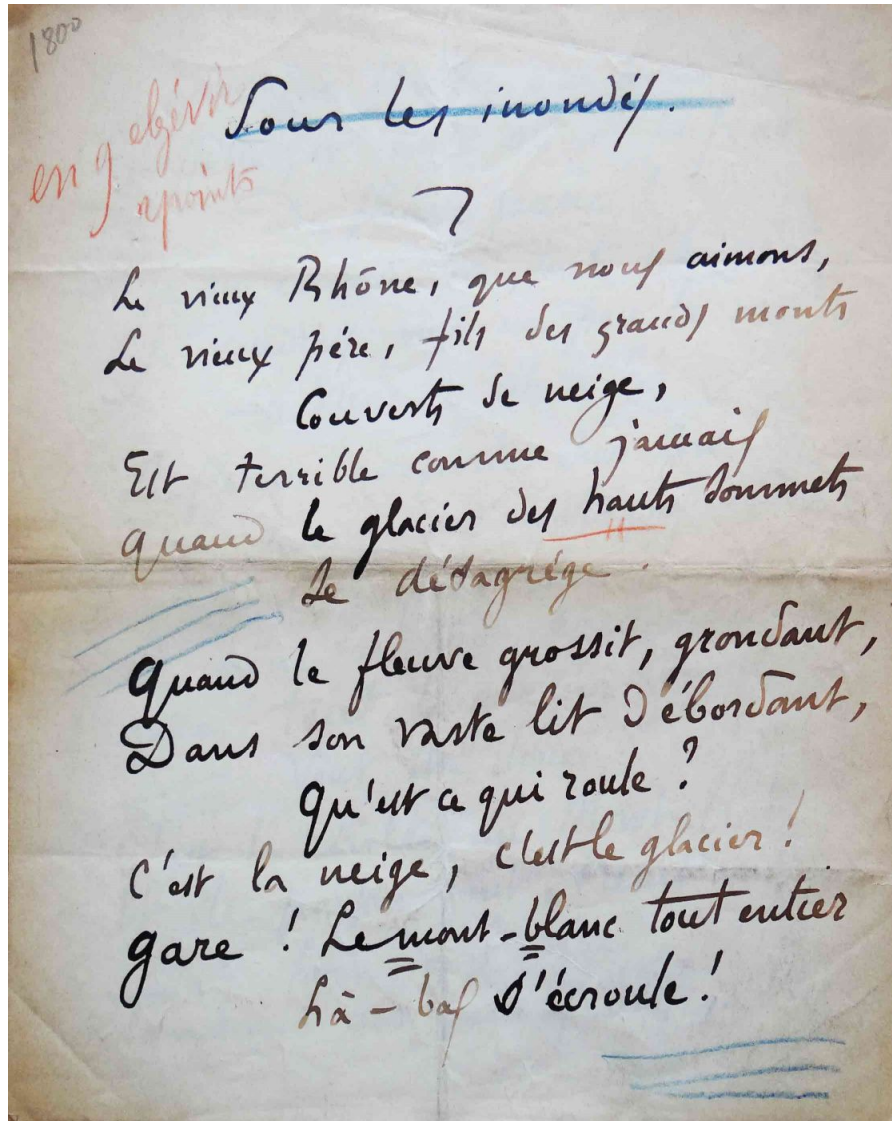 1800
en 9 elzévir
2 points
Pour les inondés.
Le vieux Rhône, que nous aimons,
Le vieux pére, fils des grands monts
Couverts de neige,
Est terrible comme jamais
Quand le glacier des hauts sommets
Se désagrége.
Quand le fleuve grossit, grondant,
Dans son vaste lit débordant,
Qu'est ce qui roule ?
C'est la neige, c'est le glacier !
Gare ! Le mont-blanc tout entier
Là-bas s'écroule !